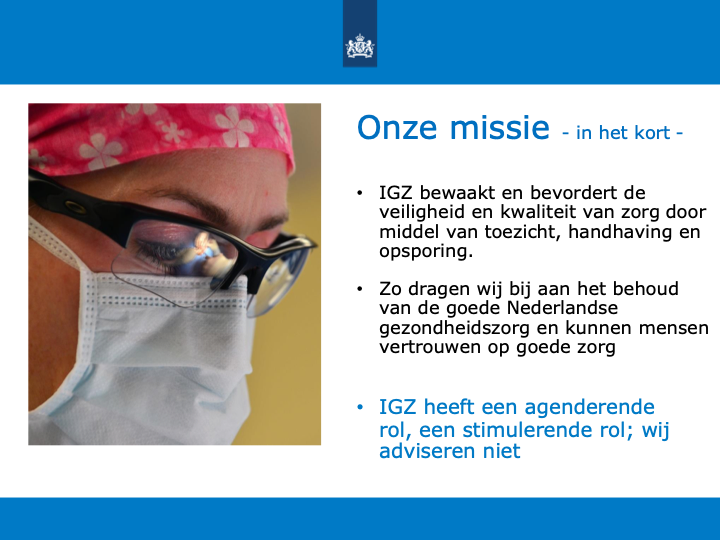 Onze missie - in het kort -
• IGZ bewaakt en bevordert de
veiligheid en kwaliteit van zorg door
middel van toezicht, handhaving en
opsporing.
• Zo dragen wij bij aan het behoud
van de goede Nederlandse
gezondheidszorg en kunnen mensen
vertrouwen op goede zorg
• IGZ heeft een agenderende
rol, een stimulerende rol; wij
adviseren niet